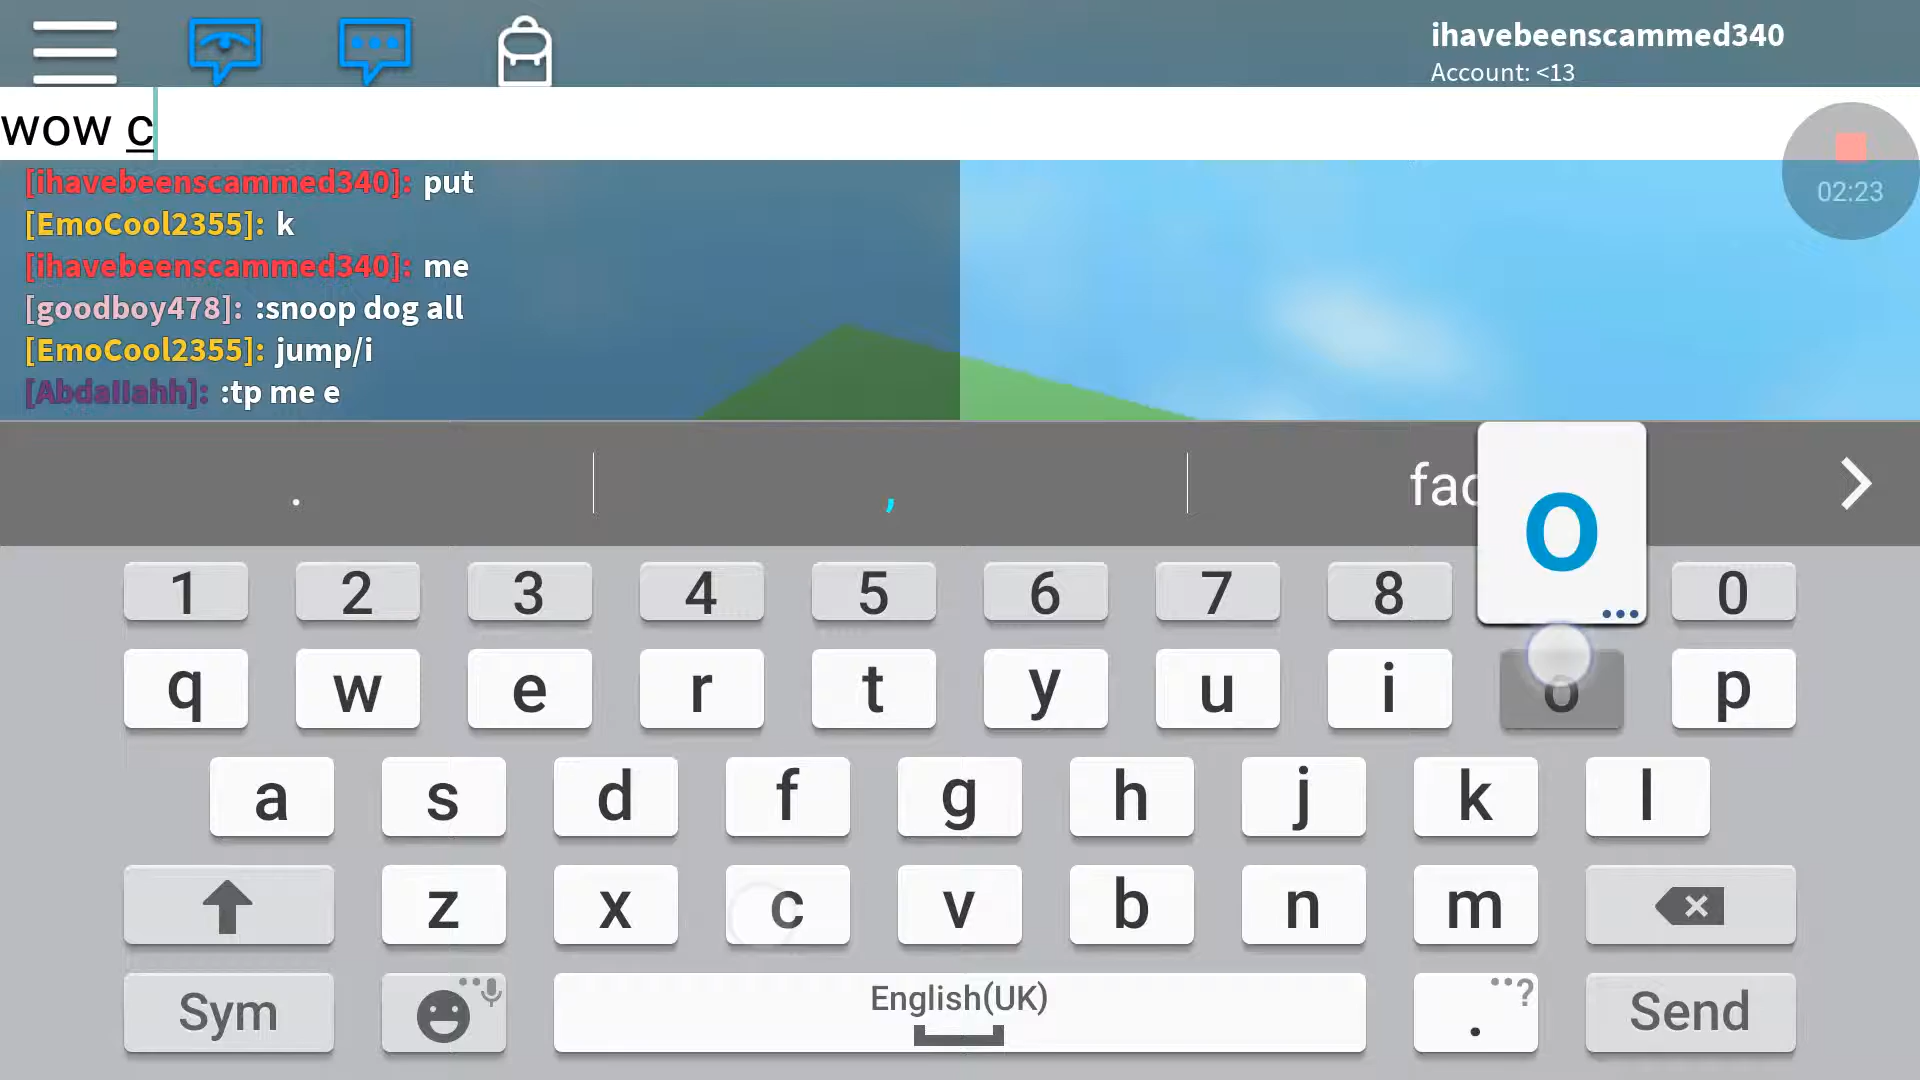 ihavebeenscammed340
Account: <13
wow c
02:23
[ihavebeenscammed340]: put
[EmoCool2355]: k
[ihavebeenscammed340]: me
[goodboy478]: :snoop dog all
[EmoCool2355]: jump/i
[Abdallahh]: :tp me e
. ,
o
1 2 3 4 5 6 7 8 0
q w e r t y u i o p
a s d f g h j k l
z x c v b n m
Sym English(UK) . ? Send